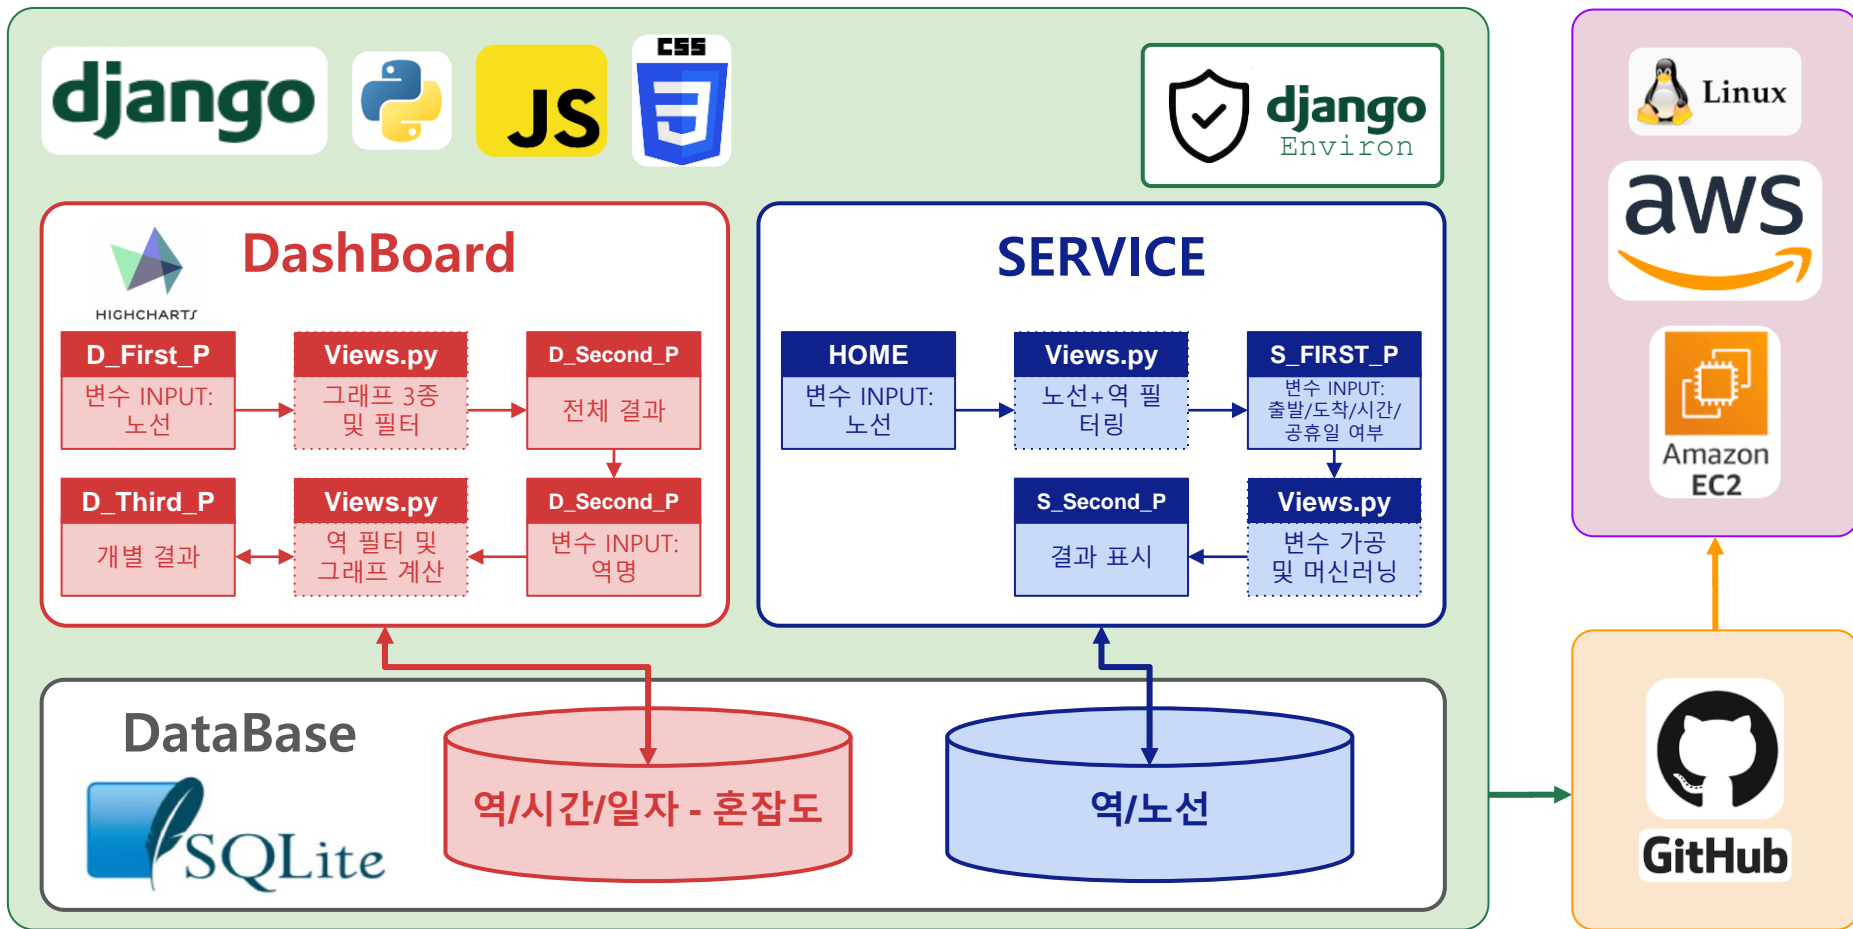 django
JS
CSS
django
Environ
Linux
aws
Amazon
EC2
HIGHCHARTS
DashBoard
D_First_P
변수 INPUT:
노선
Views.py
그래프 3종
및 필터
D_Second_P
전체 결과
D_Third_P
개별 결과
Views.py
역 필터 및
그래프 계산
D_Second_P
변수 INPUT:
역명
SERVICE
HOME
변수 INPUT:
노선
Views.py
노선+역 필
터링
S_FIRST_P
변수 INPUT:
출발/도착/시간/
공휴일 여부
S_Second_P
결과 표시
Views.py
변수 가공
및 머신러닝
DataBase
SQLite
역/시간/일자 - 혼잡도
역/노선
GitHub